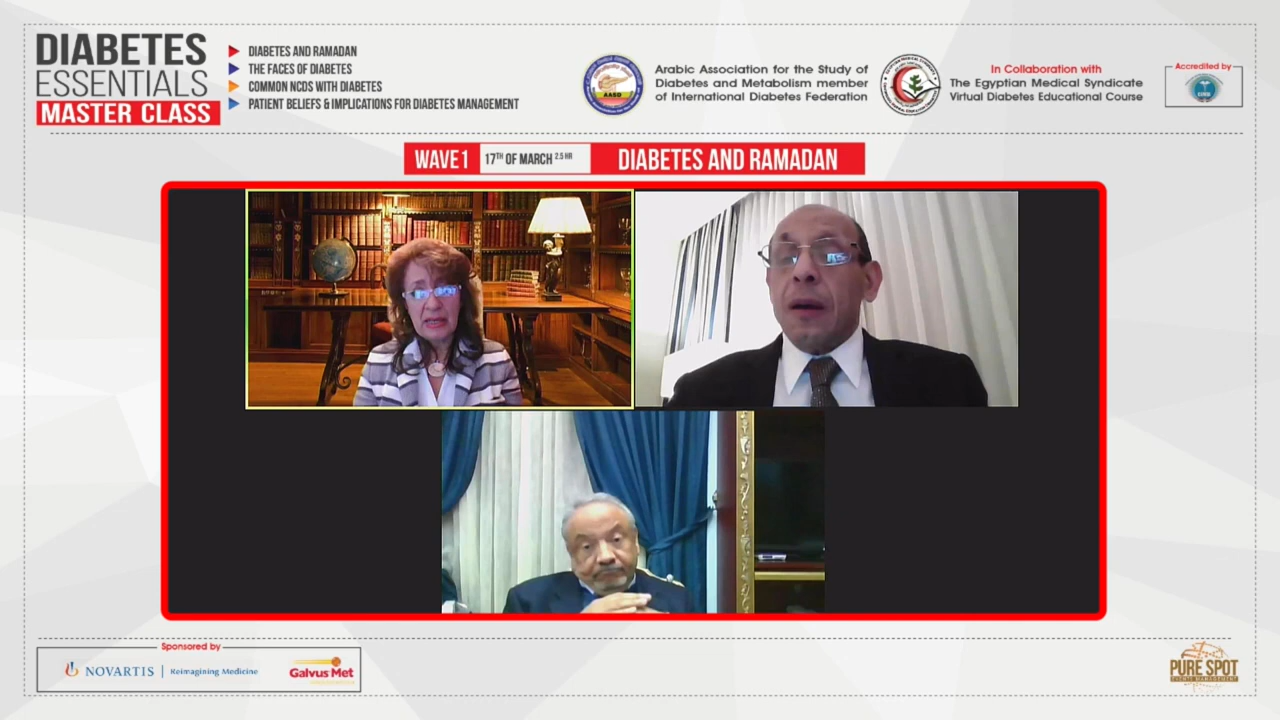 DIABETES
ESSENTIALS
MASTER CLASS
DIABETES AND RAMADAN
THE FACES OF DIABETES
COMMON NCDS WITH DIABETES
PATIENT BELIEFS & IMPLICATIONS FOR DIABETES MANAGEMENT
AASD
Arabic Association for the Study of
Diabetes and Metabolism member
of International Diabetes Federation
In Collaboration with
The Egyptian Medical Syndicate
Virtual Diabetes Educational Course
Accredited by
WAVE1
17TH OF MARCH 2.5 HR
DIABETES AND RAMADAN
Sponsored by
NOVARTIS | Reimagining Medicine
Galvus Met
PURE SPOT
EVENTS MANAGEMENT